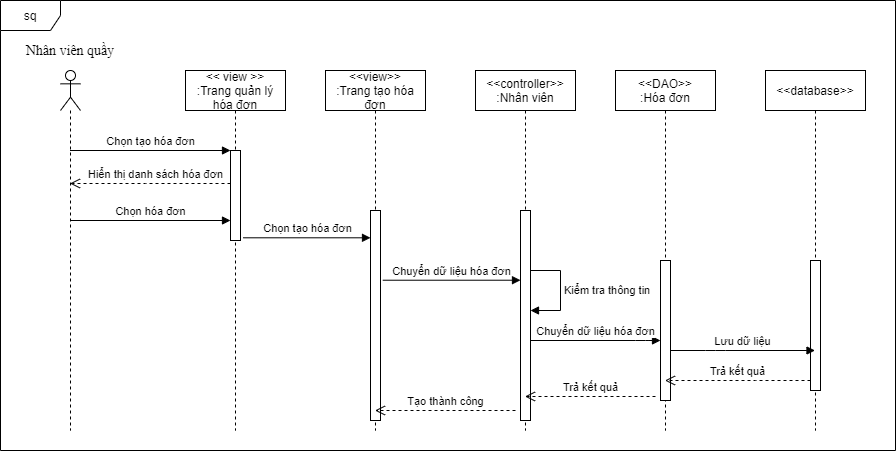 sq
Nhân viên quầy
<< view >>
:Trang quản lý
hóa đơn
<<view>>
:Trang tạo hóa
đơn
<<controller>>
:Nhân viên
<<DAO>>
:Hóa đơn
<<database>>
Chọn tạo hóa đơn
Hiển thị danh sách hóa đơn
Chọn hóa đơn
Chọn tạo hóa đơn
Chuyển dữ liệu hóa đơn
Kiểm tra thông tin
Chuyển dữ liệu hóa đơn
Lưu dữ liệu
Trả kết quả
Trả kết quả
Tạo thành công